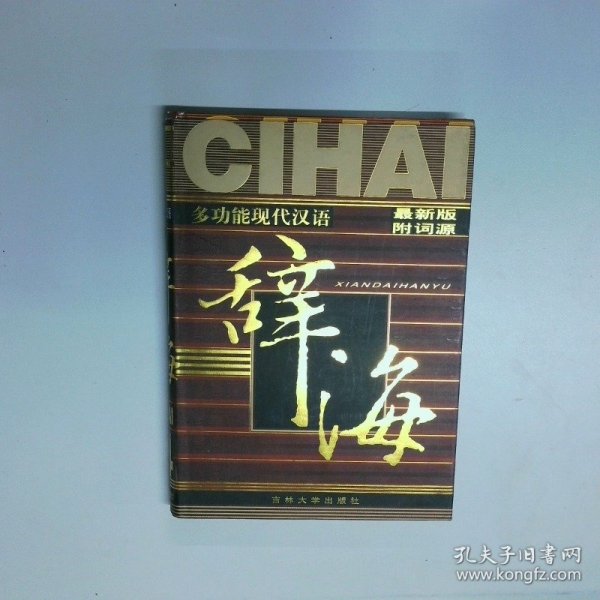 CIHAI
多功能现代汉语
最新版
附词源
XIANDAIHANYU
辞海
吉林大学出版社
孔夫子旧书网
www.kongfz.com